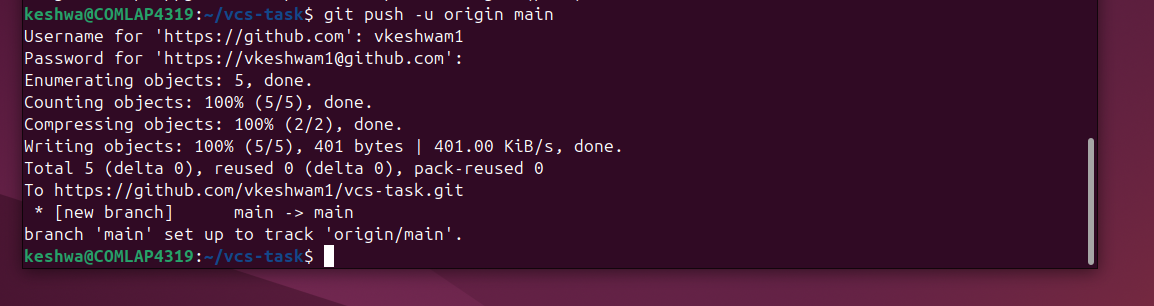 keshwa@COMLAP4319:~/vcs-task$ git push -u origin main
Username for 'https://github.com': vkeshwam1
Password for 'https://vkeshwam1@github.com':
Enumerating objects: 5, done.
Counting objects: 100% (5/5), done.
Compressing objects: 100% (2/2), done.
Writing objects: 100% (5/5), 401 bytes | 401.00 KiB/s, done.
Total 5 (delta 0), reused 0 (delta 0), pack-reused 0
To https://github.com/vkeshwam1/vcs-task.git
 * [new branch]      main -> main
branch 'main' set up to track 'origin/main'.
keshwa@COMLAP4319:~/vcs-task$